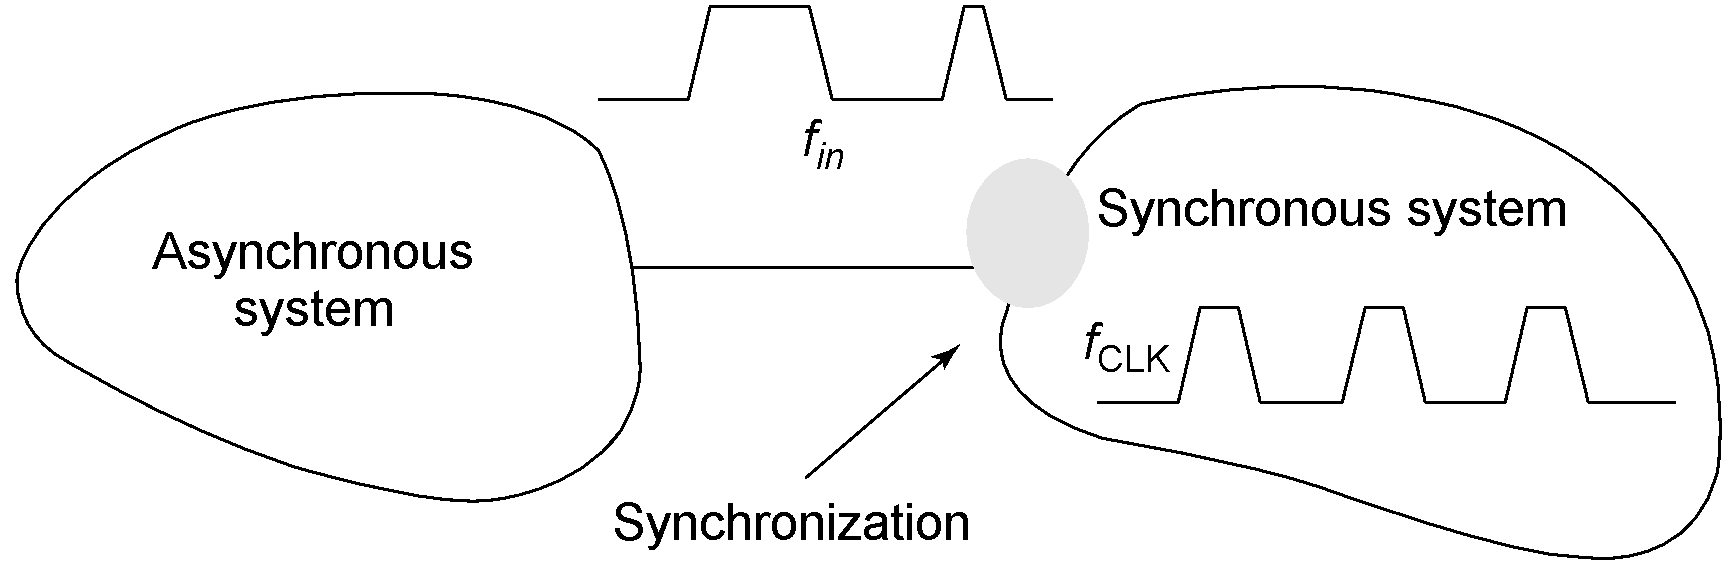 f_in
Asynchronous
system
Synchronous system
f_CLK
Synchronization